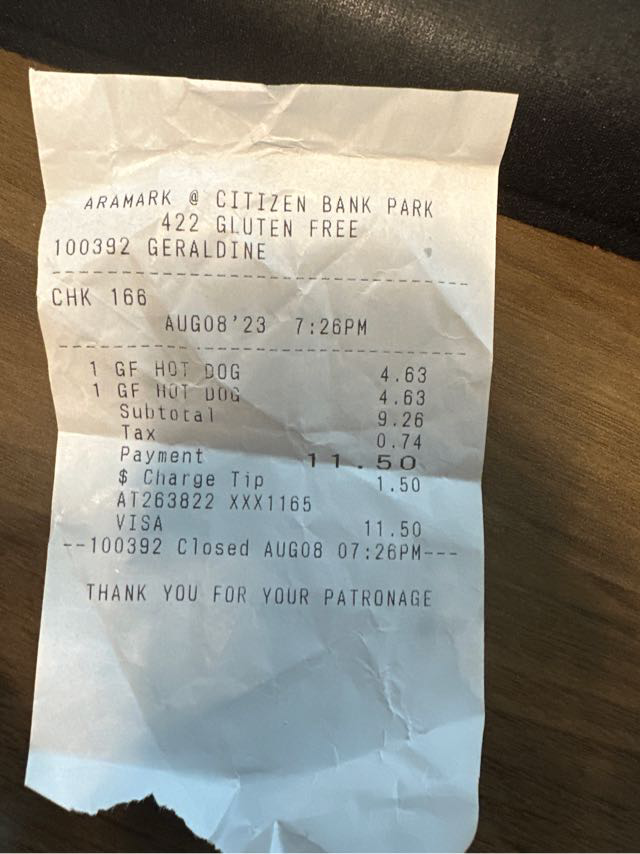 ARAMARK @ CITIZEN BANK PARK
422 GLUTEN FREE
100392 GERALDINE
CHK 166
AUG08'23 7:26PM
1 GF HOT DOG 4.63
1 GF HOT DOG 4.63
Subtotal 9.26
Tax 0.74
Payment 11.50
$ Charge Tip 1.50
AT263822 XXX1165
VISA 11.50
--100392 Closed AUG08 07:26PM---
THANK YOU FOR YOUR PATRONAGE